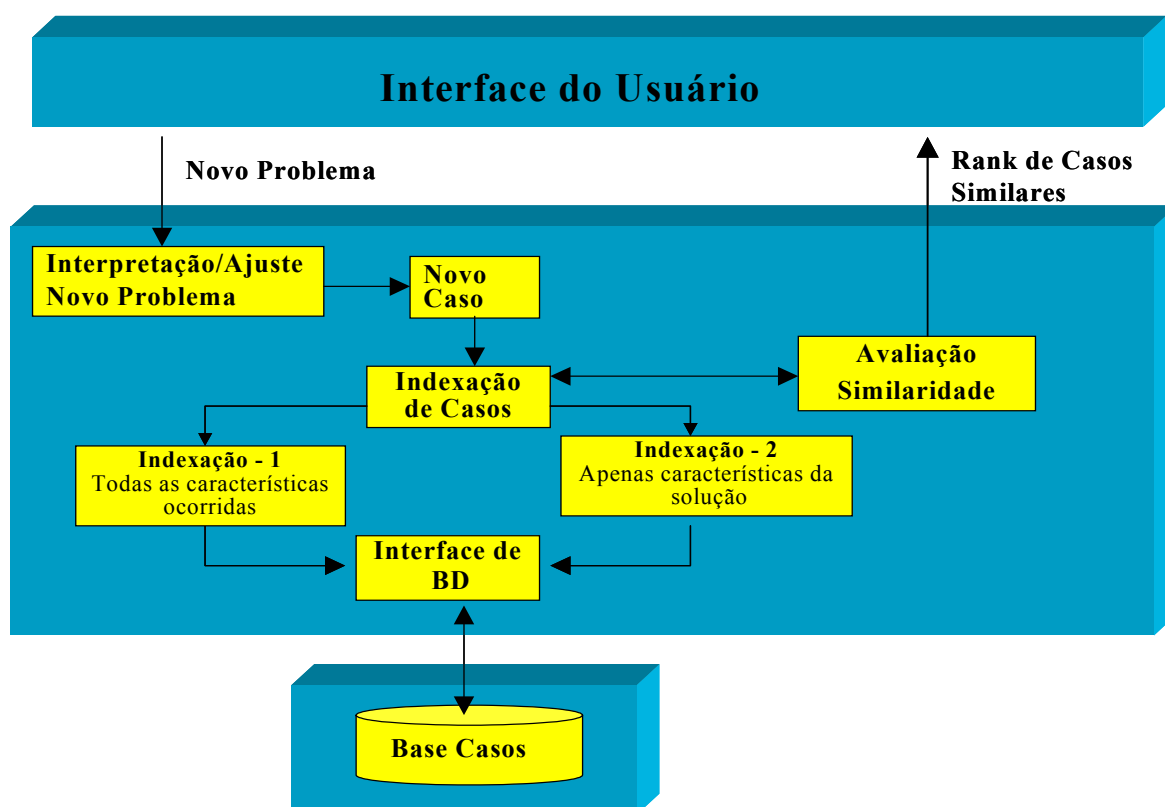 Interface do Usuário
Novo Problema
Rank de Casos
Similares
Interpretação/Ajuste
Novo Problema
Novo
Caso
Avaliação
Similaridade
Indexação
de Casos
Indexação - 1
Todas as características
ocorridas
Indexação - 2
Apenas características da
solução
Interface de
BD
Base Casos